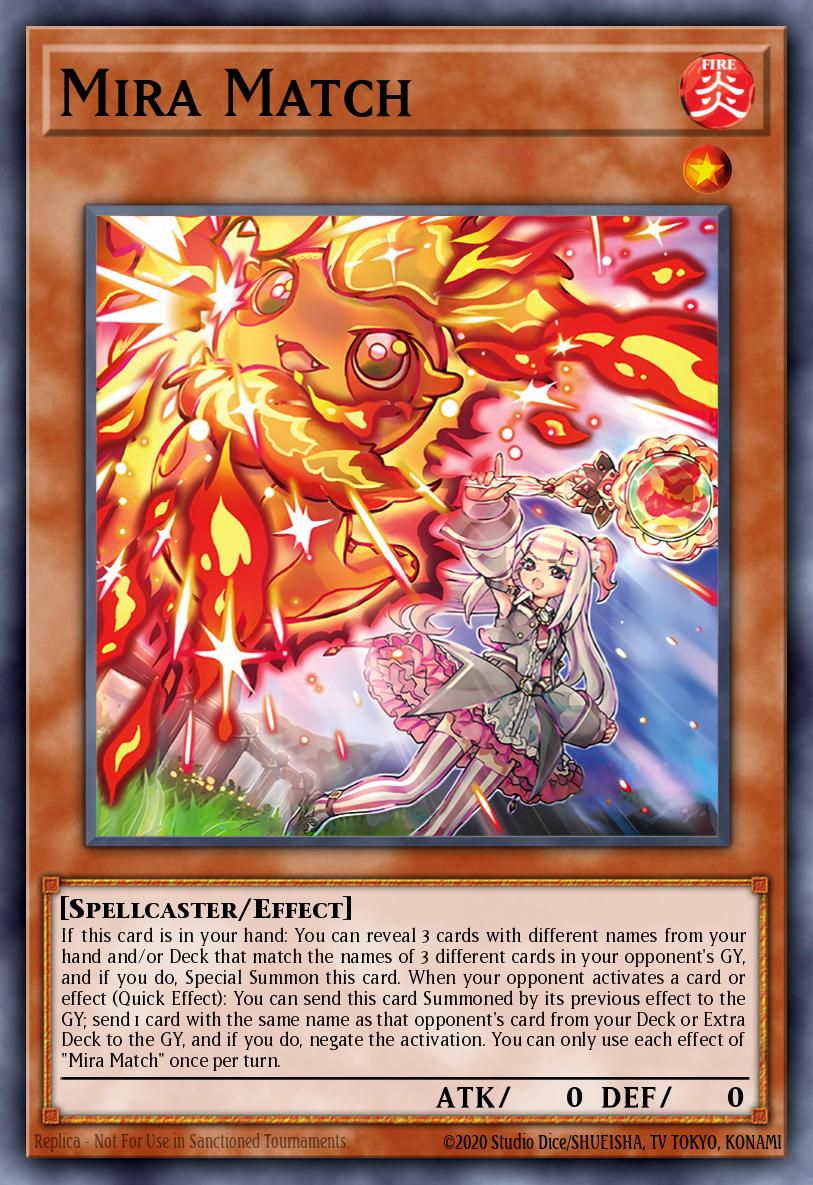 Mira Match
FIRE
炎
[Spellcaster/Effect]
If this card is in your hand: You can reveal 3 cards with different names from your
hand and/or Deck that match the names of 3 different cards in your opponent's GY,
and if you do, Special Summon this card. When your opponent activates a card or
effect (Quick Effect): You can send this card Summoned by its previous effect to the
GY; send 1 card with the same name as that opponent's card from your Deck or Extra
Deck to the GY, and if you do, negate the activation. You can only use each effect of
"Mira Match" once per turn.
ATK/ 0 DEF/ 0
Replica - Not For Use in Sanctioned Tournaments.
©2020 Studio Dice/SHUEISHA, TV TOKYO, KONAMI